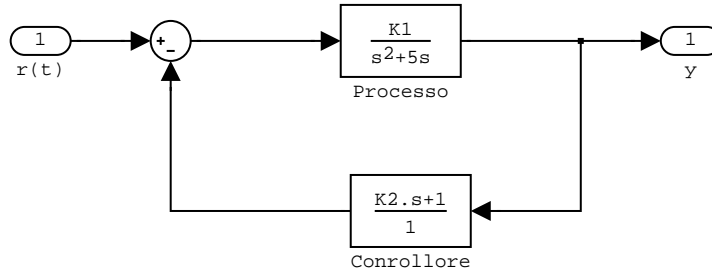 1
r(t)
+
-
K1
s²+5s
Processo
1
y
K2.s+1
1
Conrollore